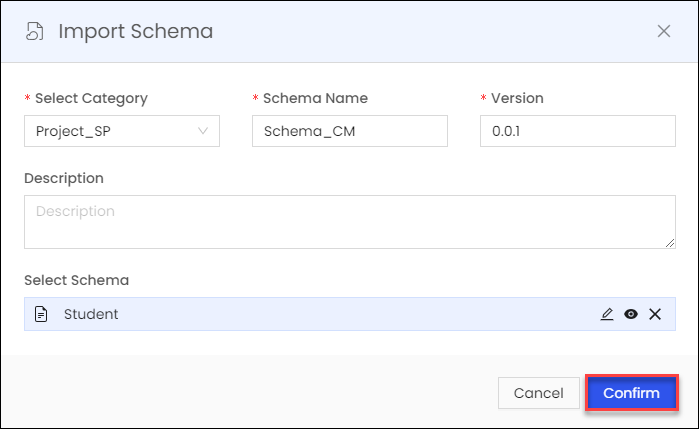 Import Schema
* Select Category * Schema Name * Version
Project_SP Schema_CM 0.0.1
Description
Description
Select Schema
Student
Cancel Confirm